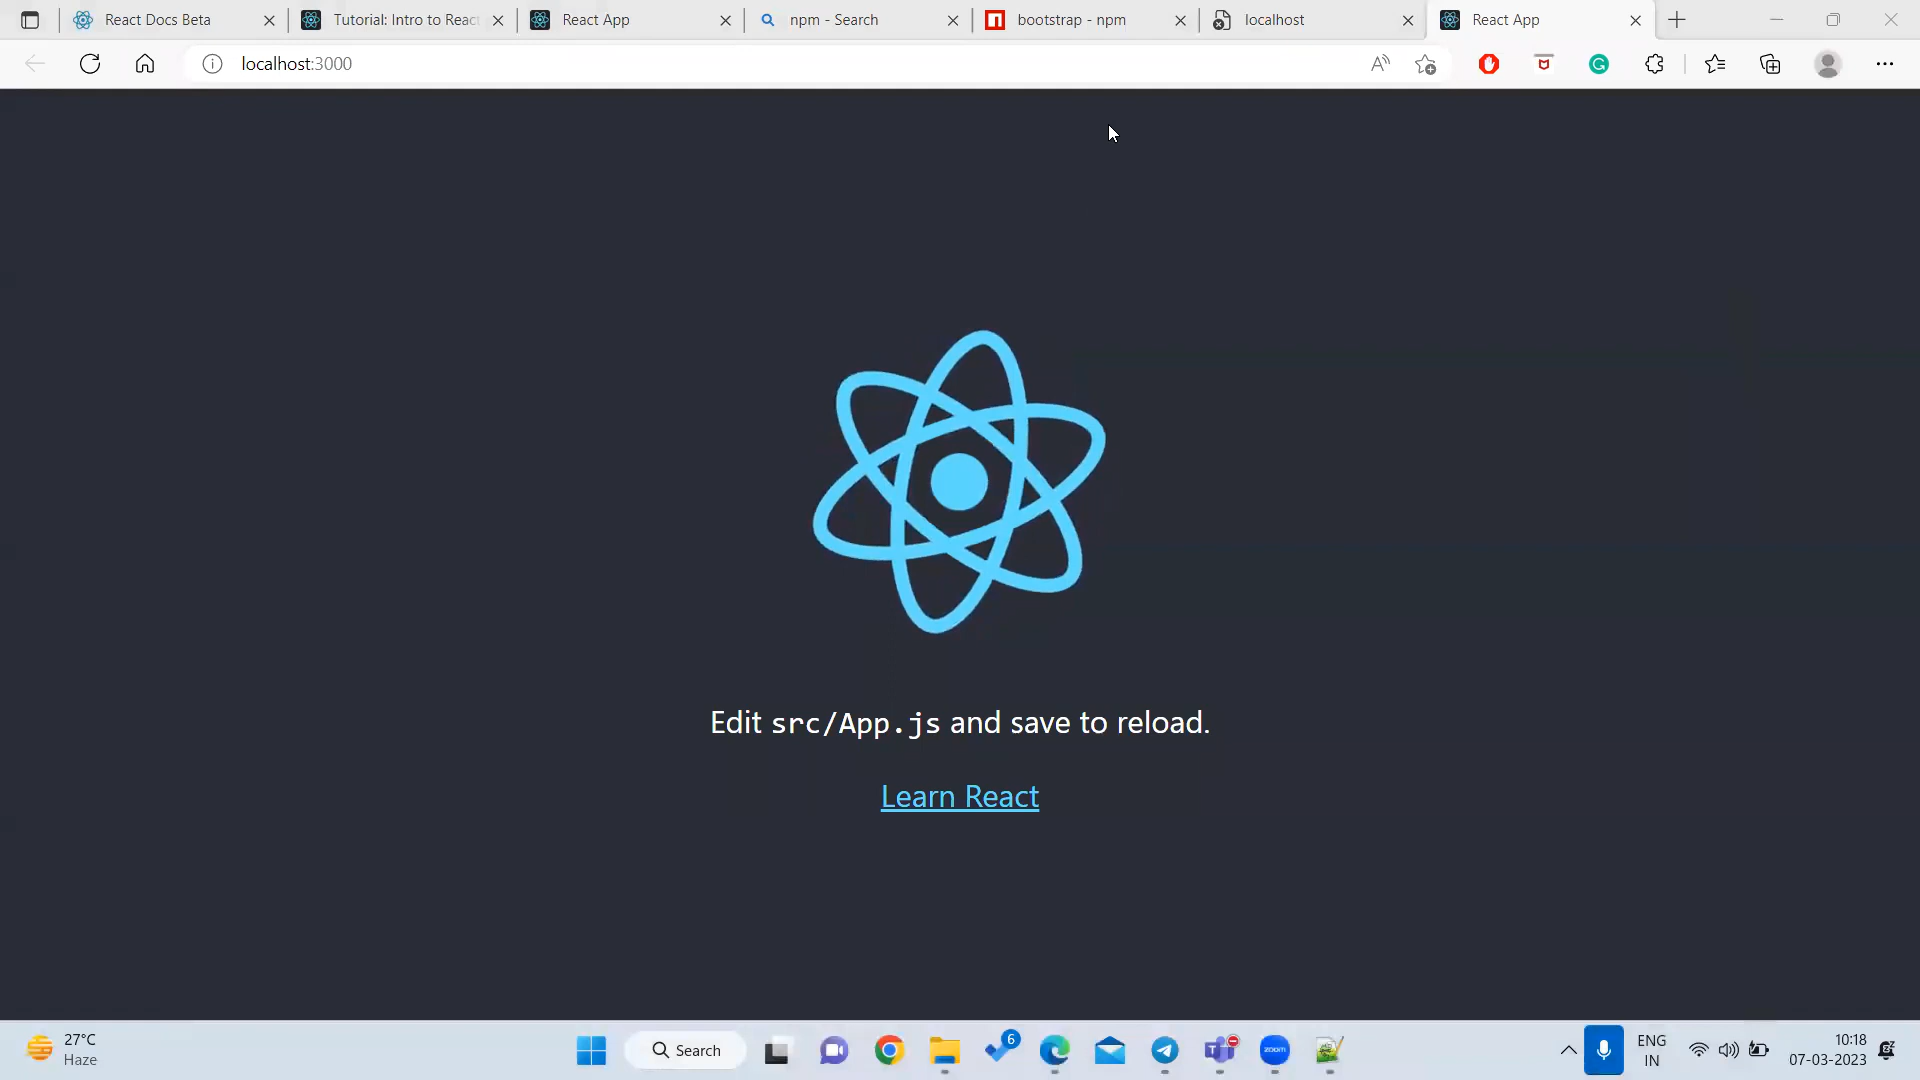 React Docs Beta
Tutorial: Intro to React
React App
npm - Search
bootstrap - npm
localhost
React App
localhost:3000
Edit src/App.js and save to reload.
Learn React
27°C
Haze
Search
6
zoom
ENG
IN
10:18
07-03-2023